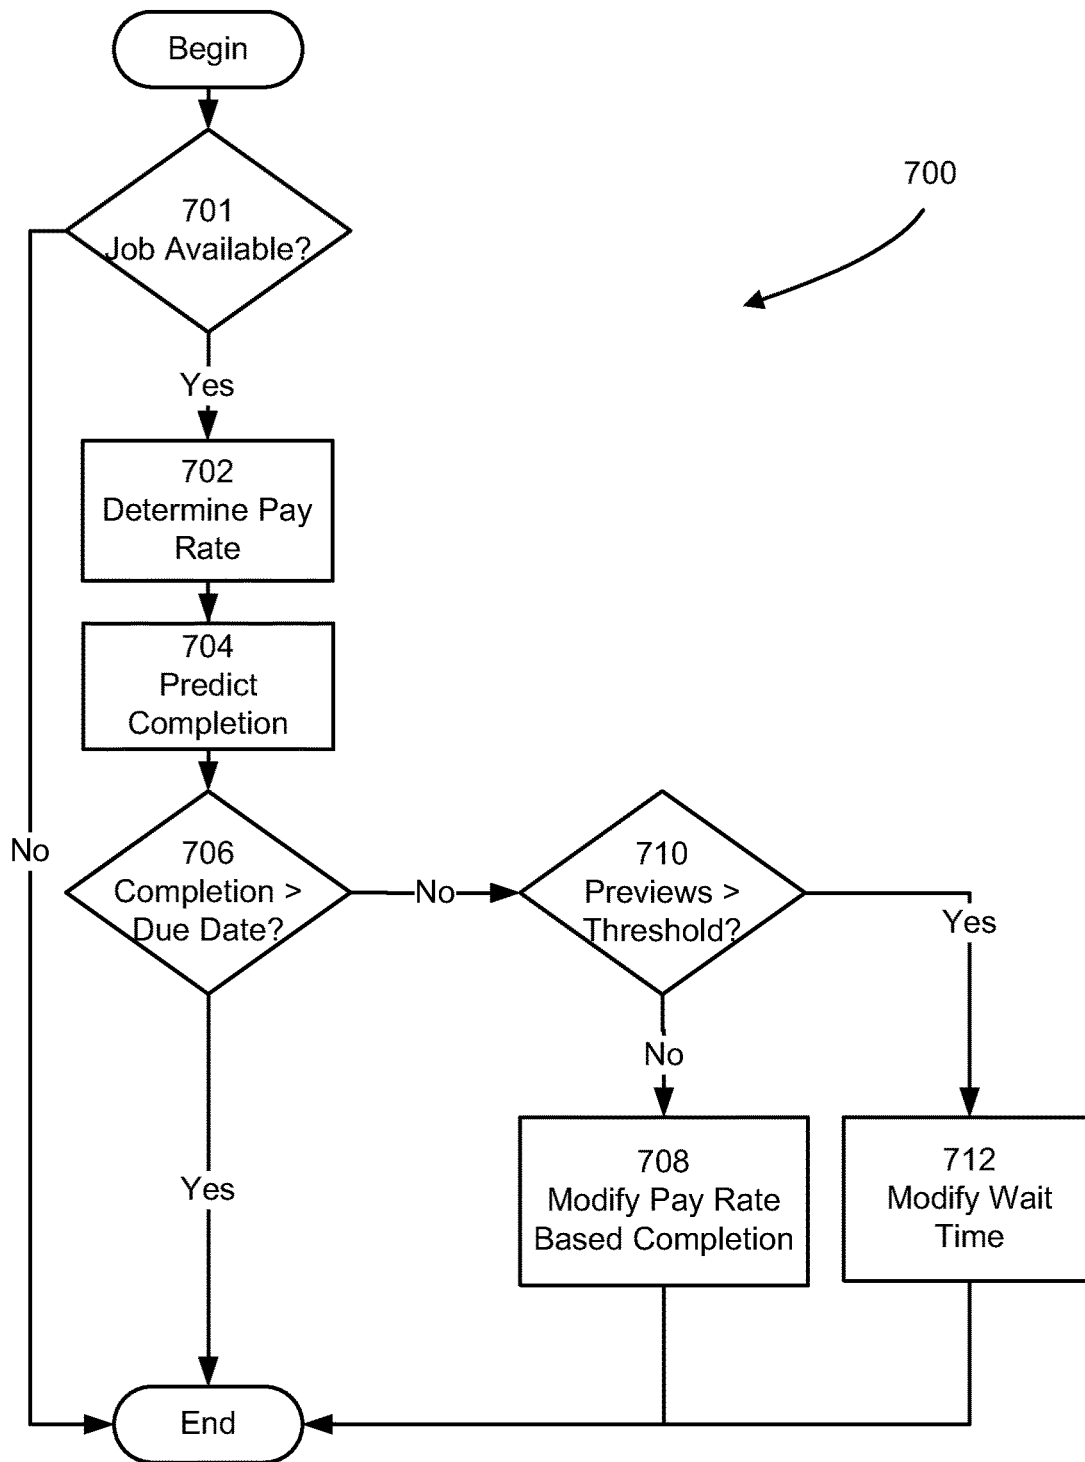 Begin
700
701
Job Available?
Yes
702
Determine Pay
Rate
704
Predict
Completion
No
706
Completion >
Due Date?
No
710
Previews >
Threshold?
Yes
No
Yes
708
Modify Pay Rate
Based Completion
712
Modify Wait
Time
End